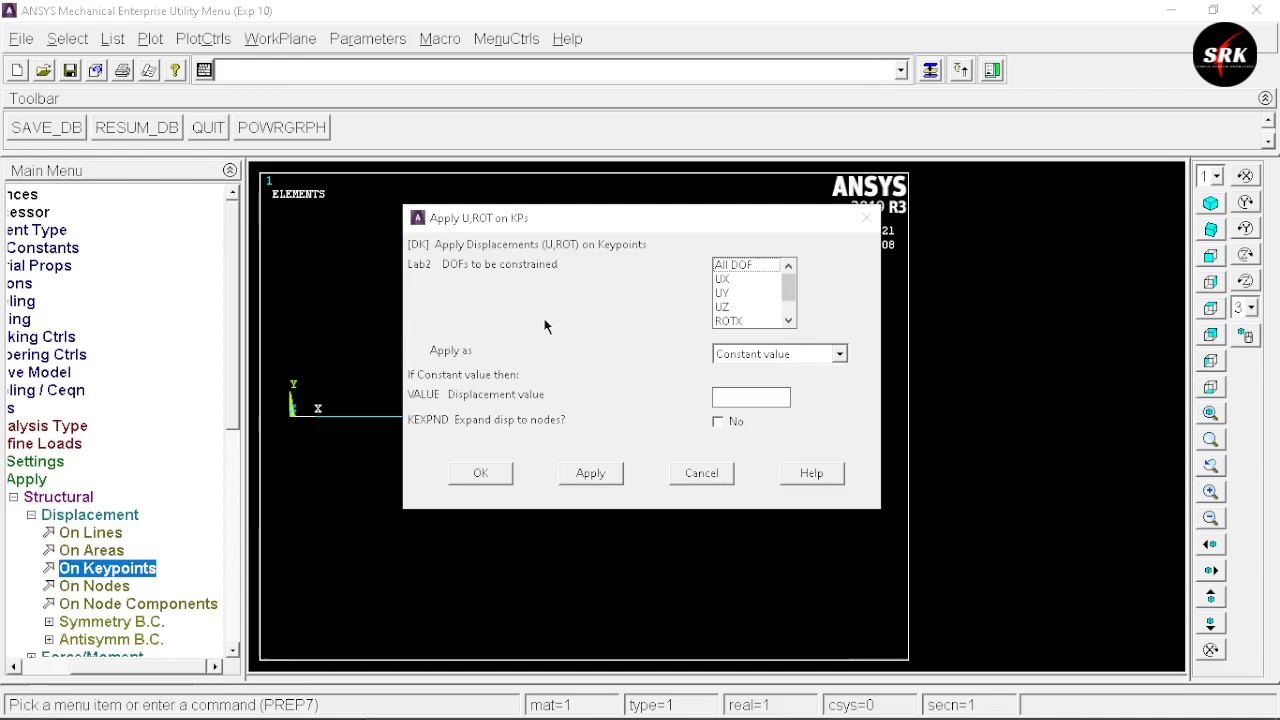 ANSYS Mechanical Enterprise Utility Menu (Exp 10)
File Select List Plot PlotCtrls WorkPlane Parameters Macro MenuCtrls Help
SRK
Toolbar
SAVE_DB RESUM_DB QUIT POWRGRPH
Main Menu
nces
essor
ent Type
Constants
rial Props
ons
ling
ing
ing Ctrls
bering Ctrls
ive Model
ling / Ceqn
s
alysis Type
fine Loads
Settings
Apply
Structural
Displacement
On Lines
On Areas
On Keypoints
On Nodes
On Node Components
Symmetry B.C.
Antisymm B.C.
Force/Moment
1
ELEMENTS
ANSYS
R3
21
08
Y
X
Apply U,ROT on KPs
[DK] Apply Displacements (U,ROT) on Keypoints
Lab2 DOFs to be constrained
All DOF
UX
UY
UZ
ROTX
Apply as Constant value
If Constant value then:
VALUE Displacement value
KEXPND Expand disp to nodes? No
OK Apply Cancel Help
1
3
Pick a menu item or enter a command (PREP7) mat=1 type=1 real=1 csys=0 secn=1